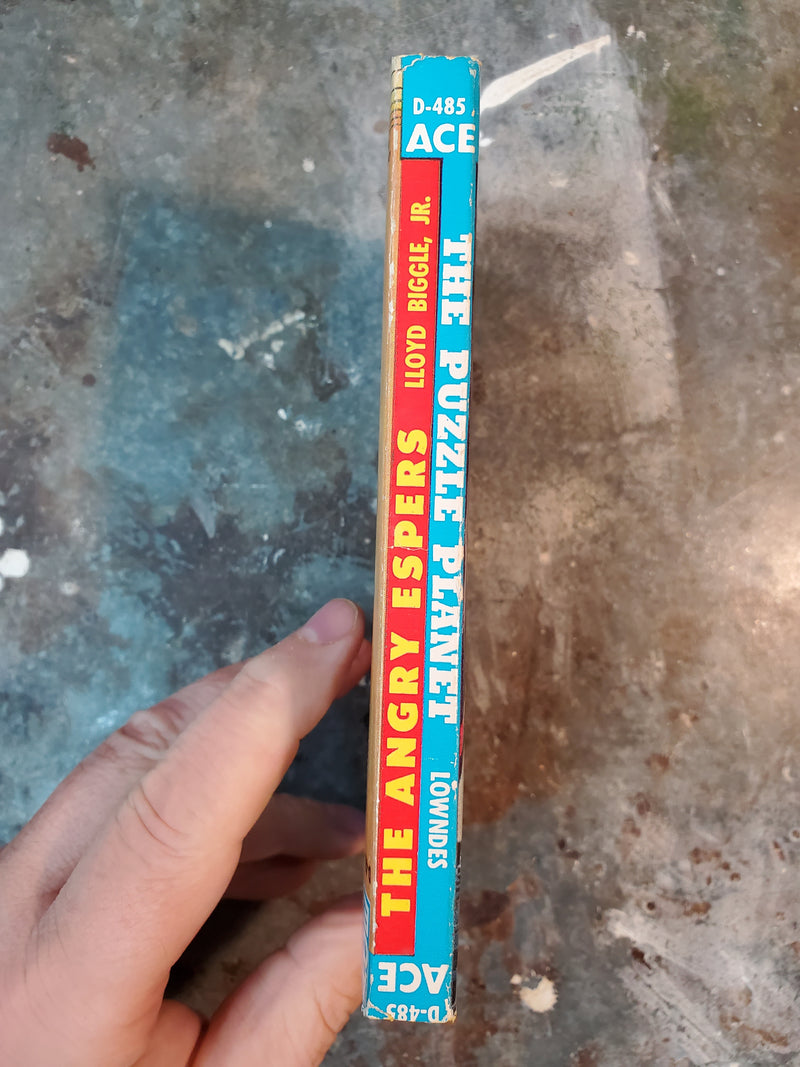 D-485
ACE
THE ANGRY ESPERS LLOYD BIGGLE, JR.
THE PUZZLE PLANET LOWNDES
ACE
D-485